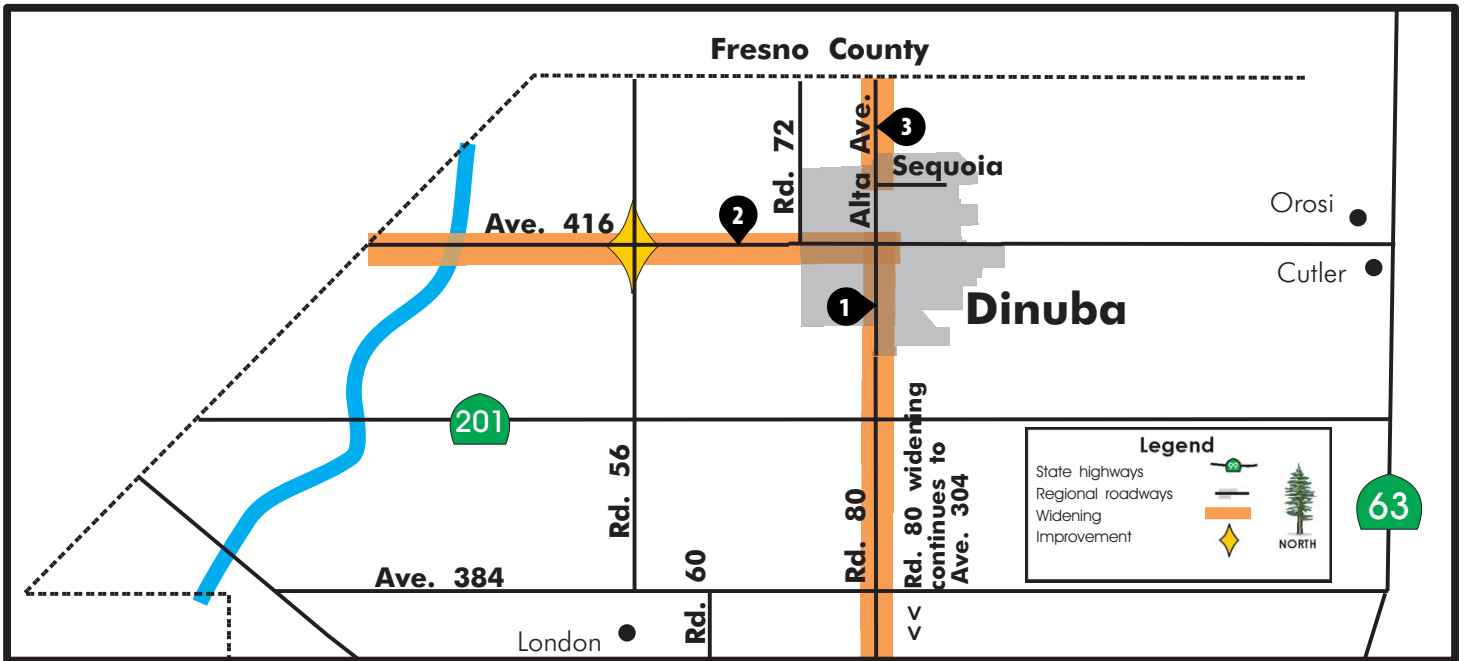 Fresno County
Rd. 72
Alta Ave.
3
Sequoia
Ave. 416
2
Orosi
Cutler
1
Dinuba
201
Rd. 56
Rd. 80
Rd. 80 widening
continues to
Ave. 304
<<
Legend
State highways
99
Regional roadways
Widening
Improvement
NORTH
63
Ave. 384
Rd. 60
London